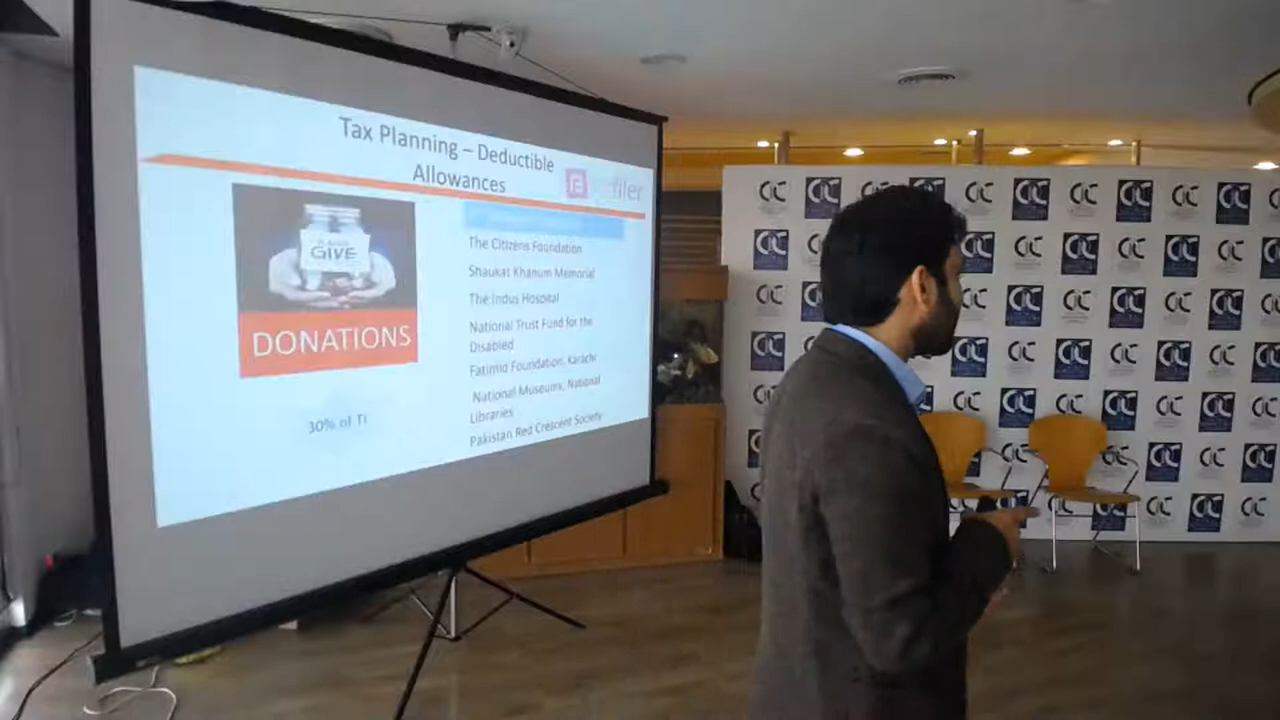 Tax Planning – Deductible
Allowances
filer
GIVE
DONATIONS
30% of TI
The Citizens Foundation
Shaukat Khanum Memorial
The Indus Hospital
National Trust Fund for the
Disabled
Fatimid Foundation, Karachi
National Museums, National
Libraries
Pakistan Red Crescent Society